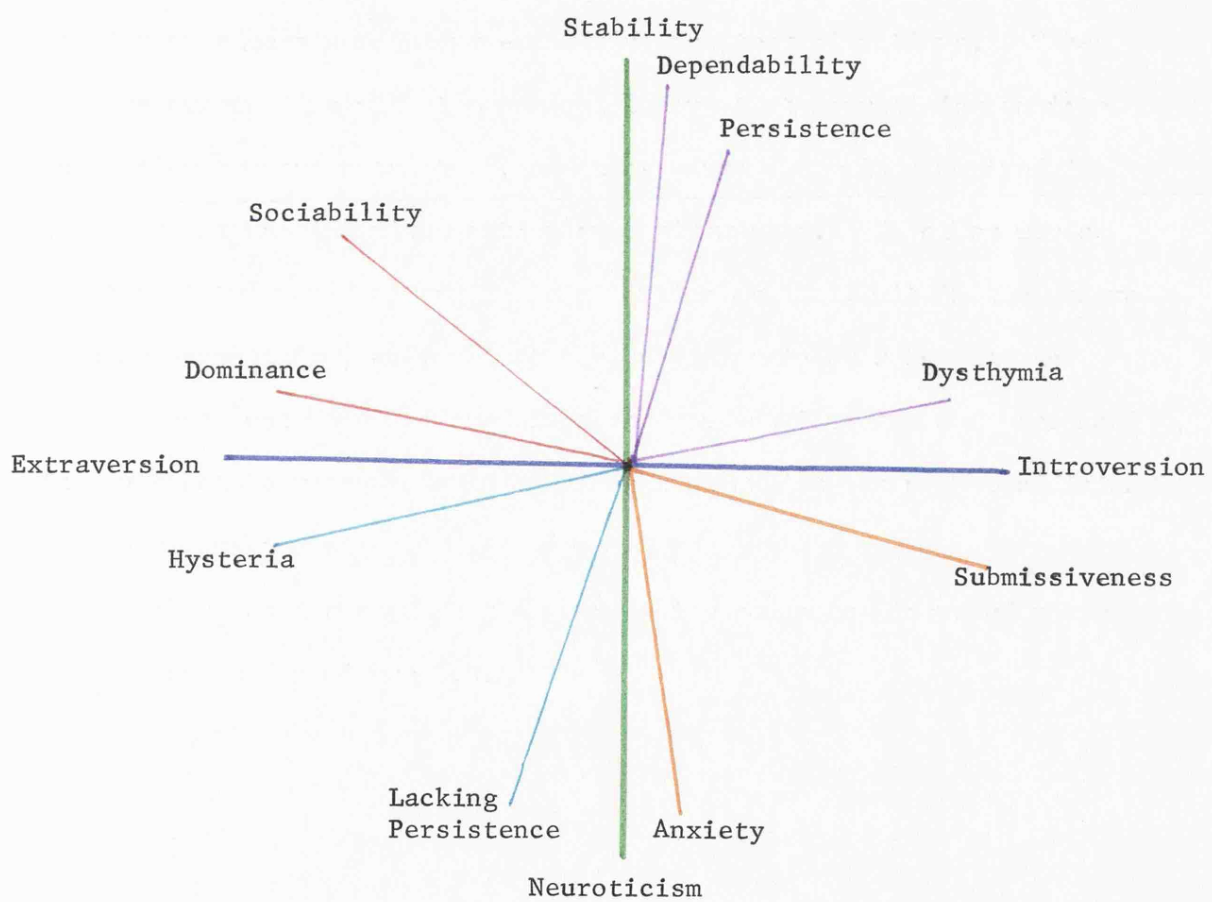 Stability
Dependability
Persistence
Sociability
Dominance
Dysthymia
Extraversion
Introversion
Hysteria
Submissiveness
Lacking
Persistence
Anxiety
Neuroticism